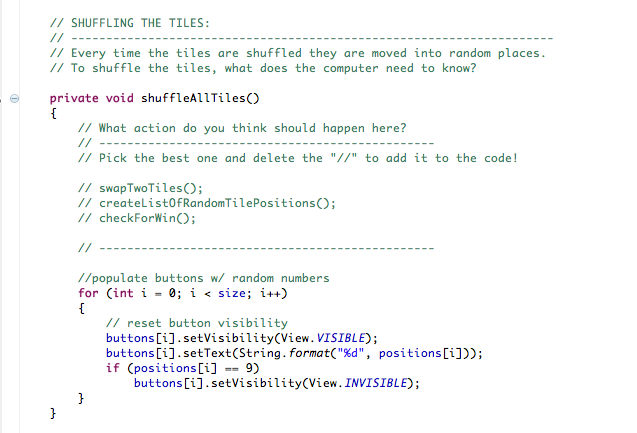 // SHUFFLING THE TILES:
// ---------------------------------------------------------------------
// Every time the tiles are shuffled they are moved into random places.
// To shuffle the tiles, what does the computer need to know?
private void shuffleAllTiles()
{
// What action do you think should happen here?
// ------------------------------------------------
// Pick the best one and delete the "//" to add it to the code!
// swapTwoTiles();
// createListOfRandomTilePositions();
// checkForWin();
// ------------------------------------------------
//populate buttons w/ random numbers
for (int i = 0; i < size; i++)
{
// reset button visibility
buttons[i].setVisibility(View.VISIBLE);
buttons[i].setText(String.format("%d", positions[i]));
if (positions[i] == 9)
buttons[i].setVisibility(View.INVISIBLE);
}
}